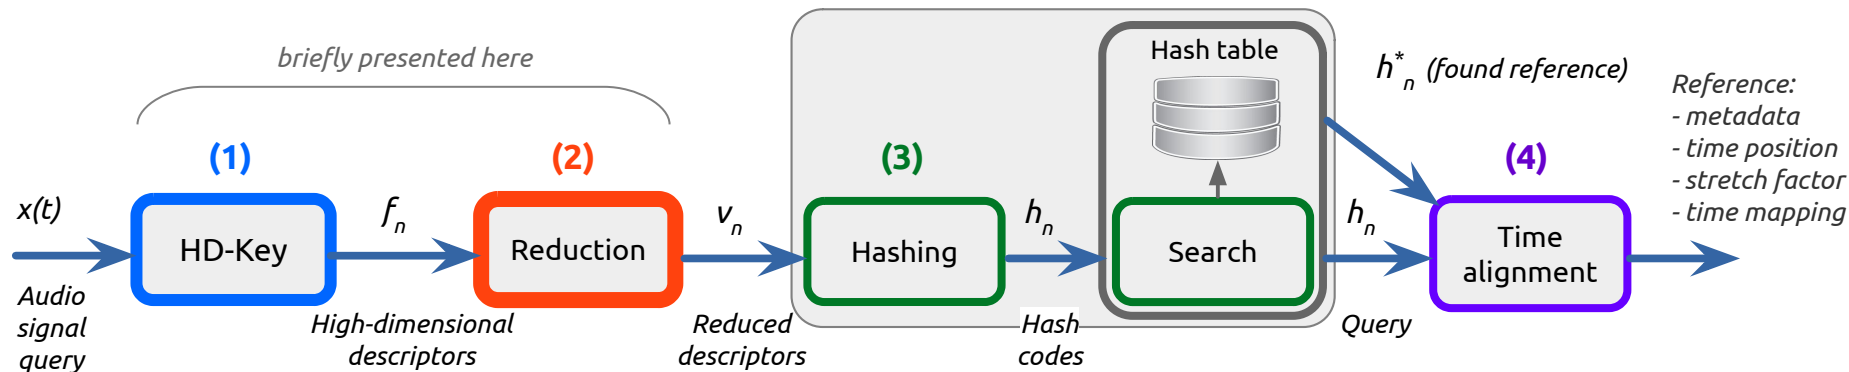 briefly presented here
Hash table
h*n (found reference)
Reference:
- metadata
- time position
- stretch factor
- time mapping
(1)
(2)
(3)
(4)
x(t)
HD-Key
fn
Reduction
vn
Hashing
hn
Search
hn
Time
alignment
Audio
signal
query
High-dimensional
descriptors
Reduced
descriptors
Hash
codes
Query